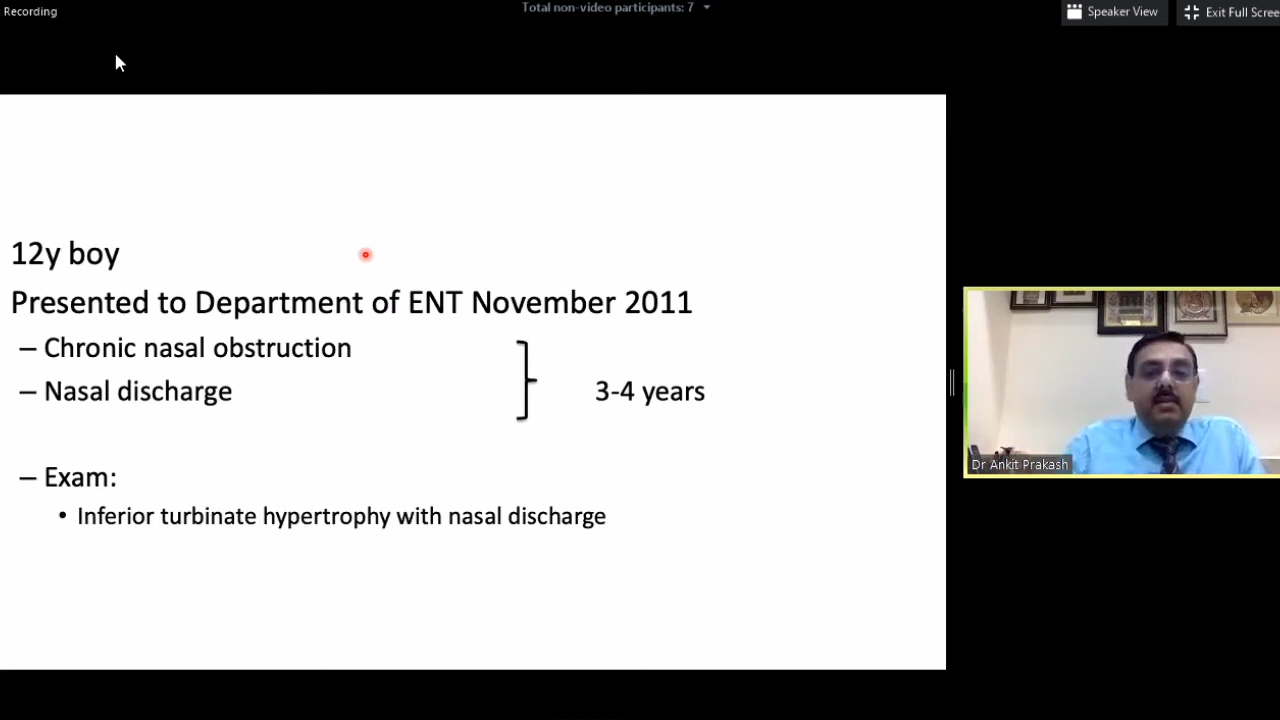 Recording
Total non-video participants: 7
Speaker View
Exit Full Scree
12y boy
Presented to Department of ENT November 2011
– Chronic nasal obstruction
– Nasal discharge
3-4 years
– Exam:
• Inferior turbinate hypertrophy with nasal discharge
Dr Ankit Prakash